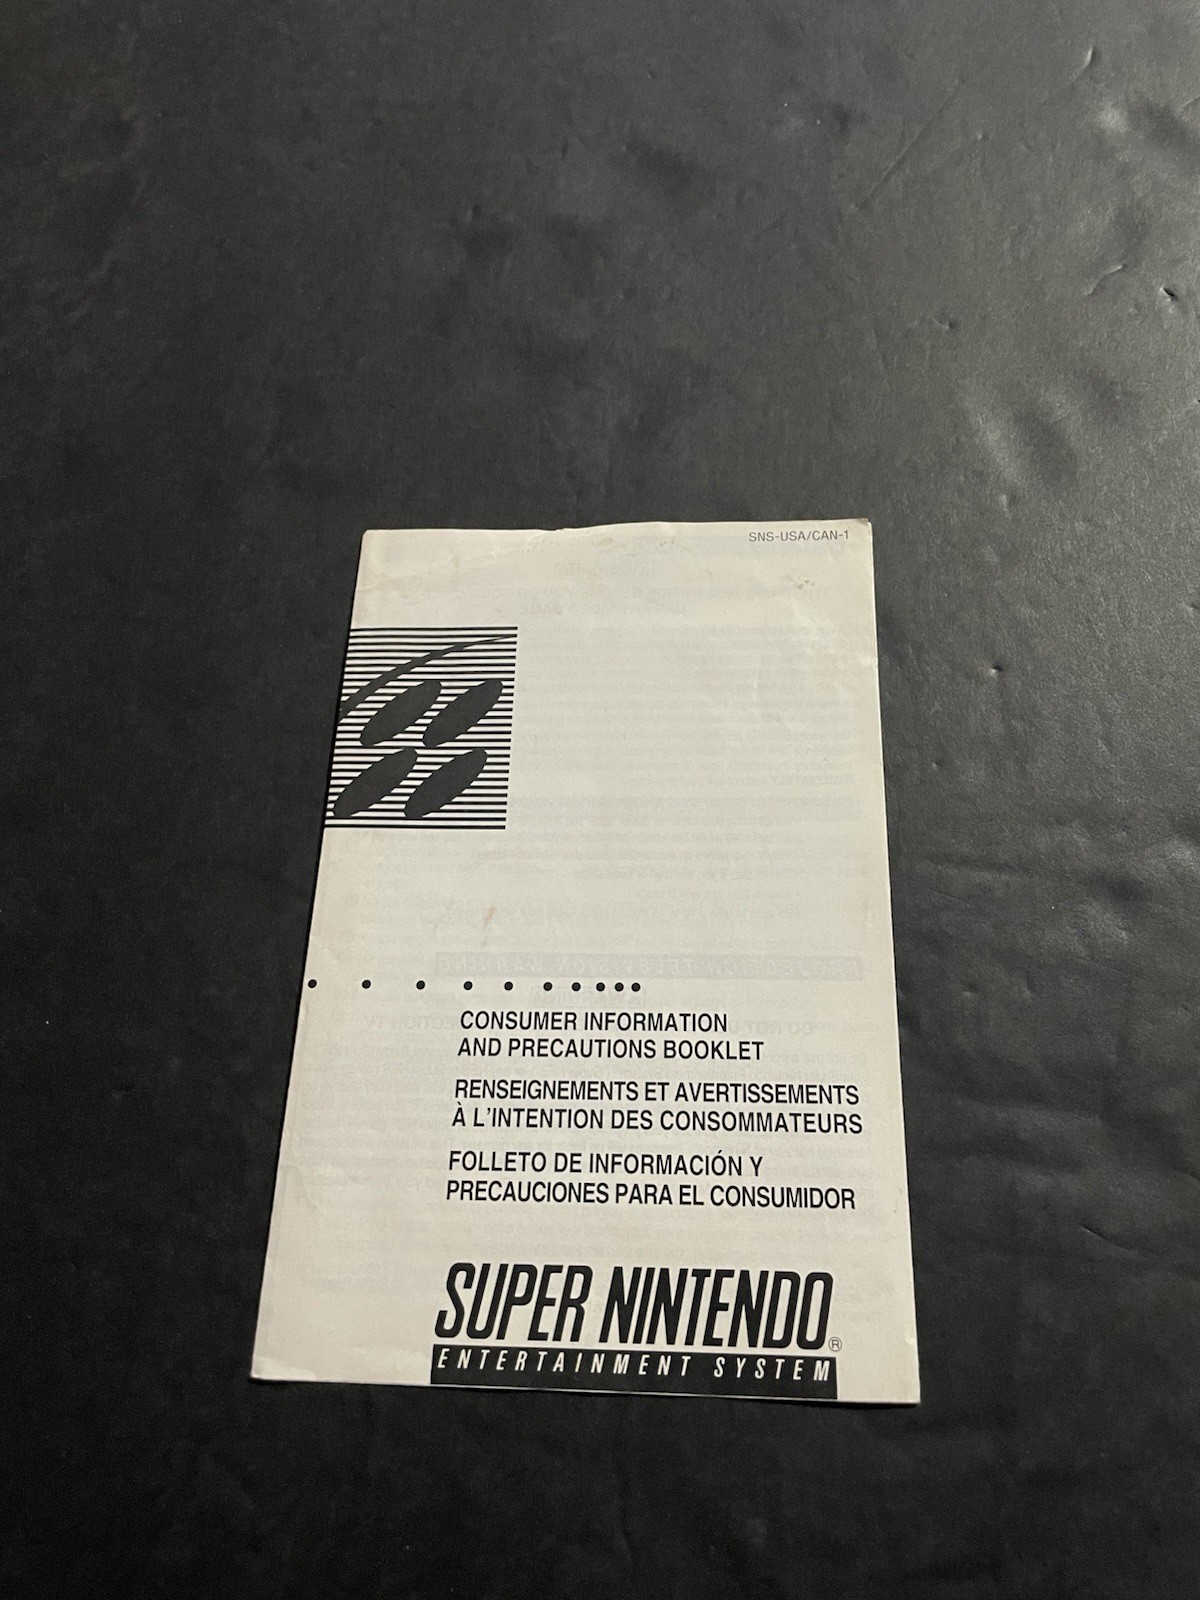 SNS-USA/CAN-1
CONSUMER INFORMATION
AND PRECAUTIONS BOOKLET
RENSEIGNEMENTS ET AVERTISSEMENTS
À L'INTENTION DES CONSOMMATEURS
FOLLETO DE INFORMACIÓN Y
PRECAUCIONES PARA EL CONSUMIDOR
SUPER NINTENDO®
ENTERTAINMENT SYSTEM